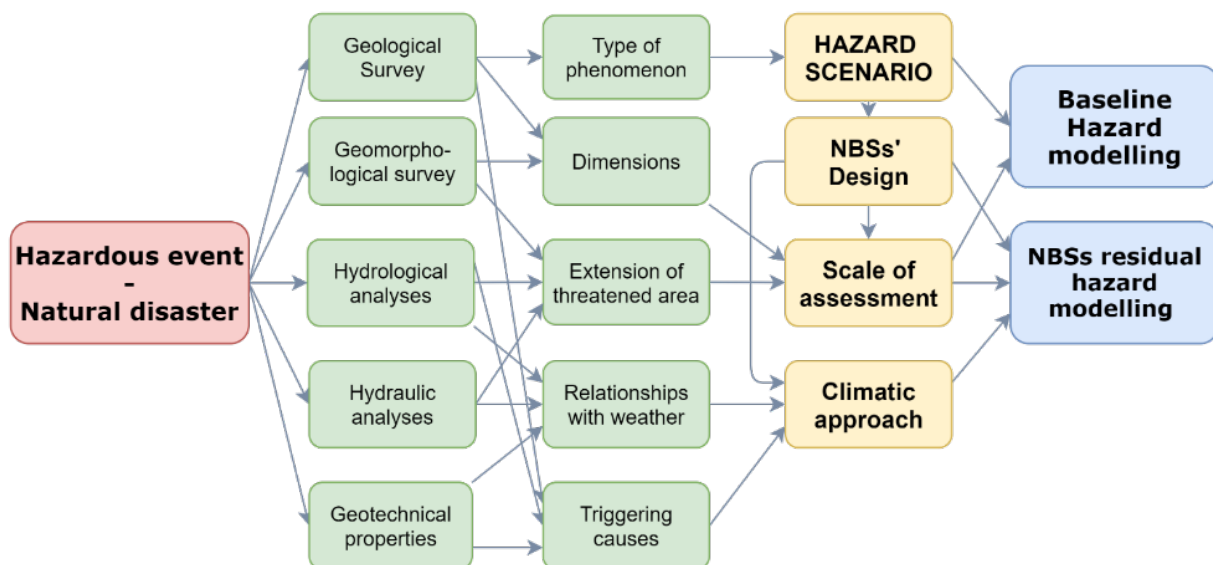 Hazardous event
-
Natural disaster
Geological
Survey
Geomorpho-
logical survey
Hydrological
analyses
Hydraulic
analyses
Geotechnical
properties
Type of
phenomenon
Dimensions
Extension of
threatened area
Relationships
with weather
Triggering
causes
HAZARD
SCENARIO
NBSs'
Design
Scale of
assessment
Climatic
approach
Baseline
Hazard
modelling
NBSs residual
hazard
modelling